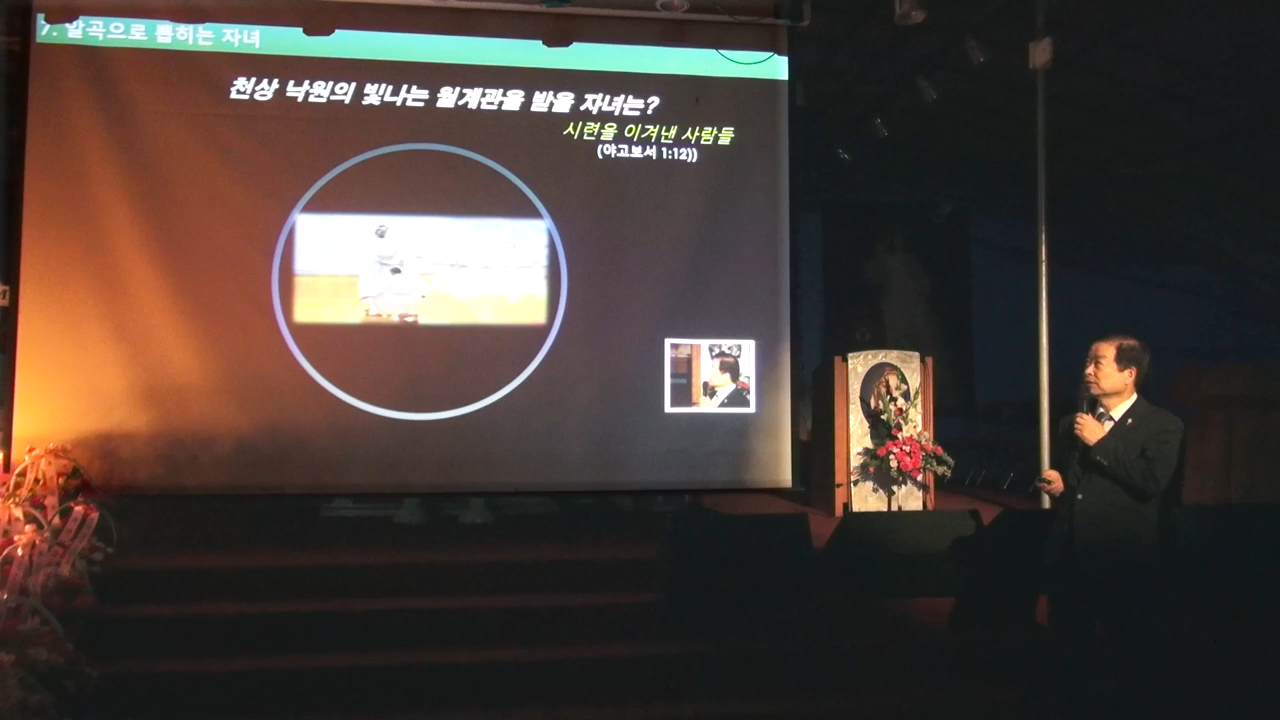 7. 알곡으로 뽑히는 자녀
천상 낙원의 빛나는 월계관을 받을 자녀는?
시련을 이겨낸 사람들
(야고보서 1:12))